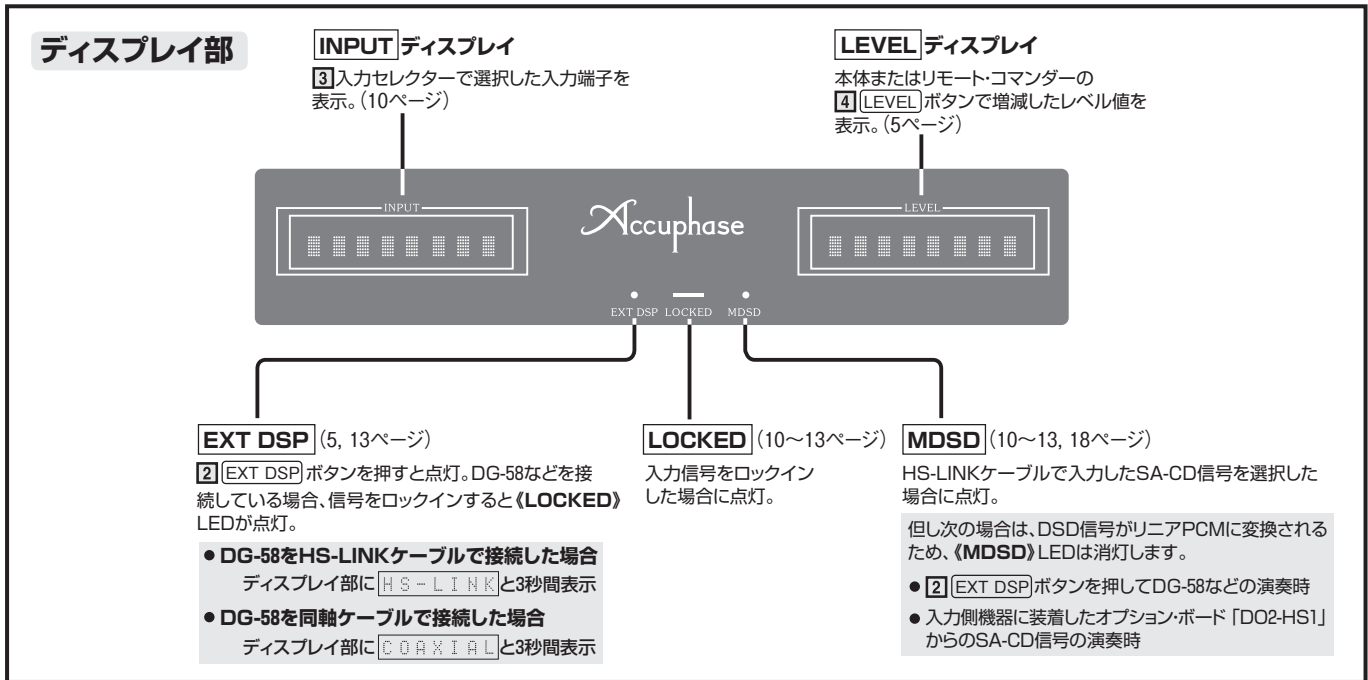 ディスプレイ部
INPUT ディスプレイ
3 入力セレクターで選択した入力端子を
表示。(10ページ)
LEVEL ディスプレイ
本体またはリモート・コマンダーの
4 LEVEL ボタンで増減したレベル値を
表示。(5ページ)
INPUT
Accuphase
LEVEL
EXT DSP LOCKED MDSD
EXT DSP (5, 13ページ)
2 EXT DSP ボタンを押すと点灯。DG-58などを接
続している場合、信号をロックインすると《LOCKED》
LEDが点灯。
● DG-58をHS-LINKケーブルで接続した場合
ディスプレイ部に HS-LINK と3秒間表示
● DG-58を同軸ケーブルで接続した場合
ディスプレイ部に COAXIAL と3秒間表示
LOCKED (10〜13ページ)
入力信号をロックイン
した場合に点灯。
MDSD (10〜13, 18ページ)
HS-LINKケーブルで入力したSA-CD信号を選択した
場合に点灯。
但し次の場合は、DSD信号がリニアPCMに変換される
ため、《MDSD》LEDは消灯します。
● 2 EXT DSP ボタンを押してDG-58などの演奏時
● 入力側機器に装着したオプション・ボード「DO2-HS1」
からのSA-CD信号の演奏時